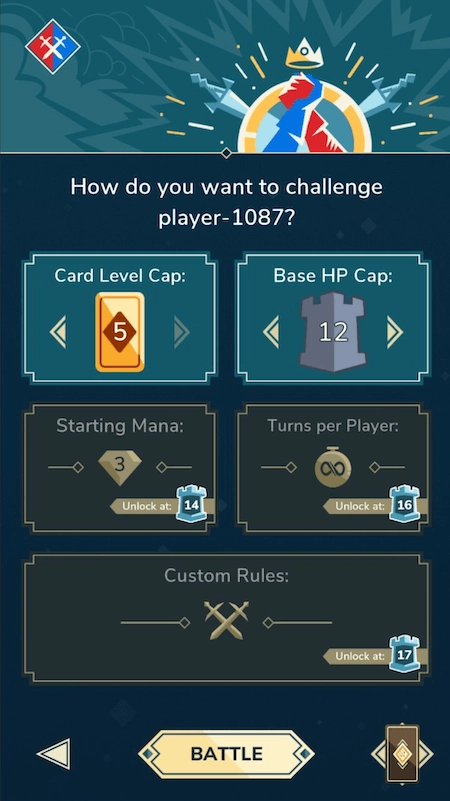 How do you want to challenge
player-1087?
Card Level Cap:
5
Base HP Cap:
12
Starting Mana:
3
Unlock at: 14
Turns per Player:
∞
Unlock at: 16
Custom Rules:
Unlock at: 17
BATTLE